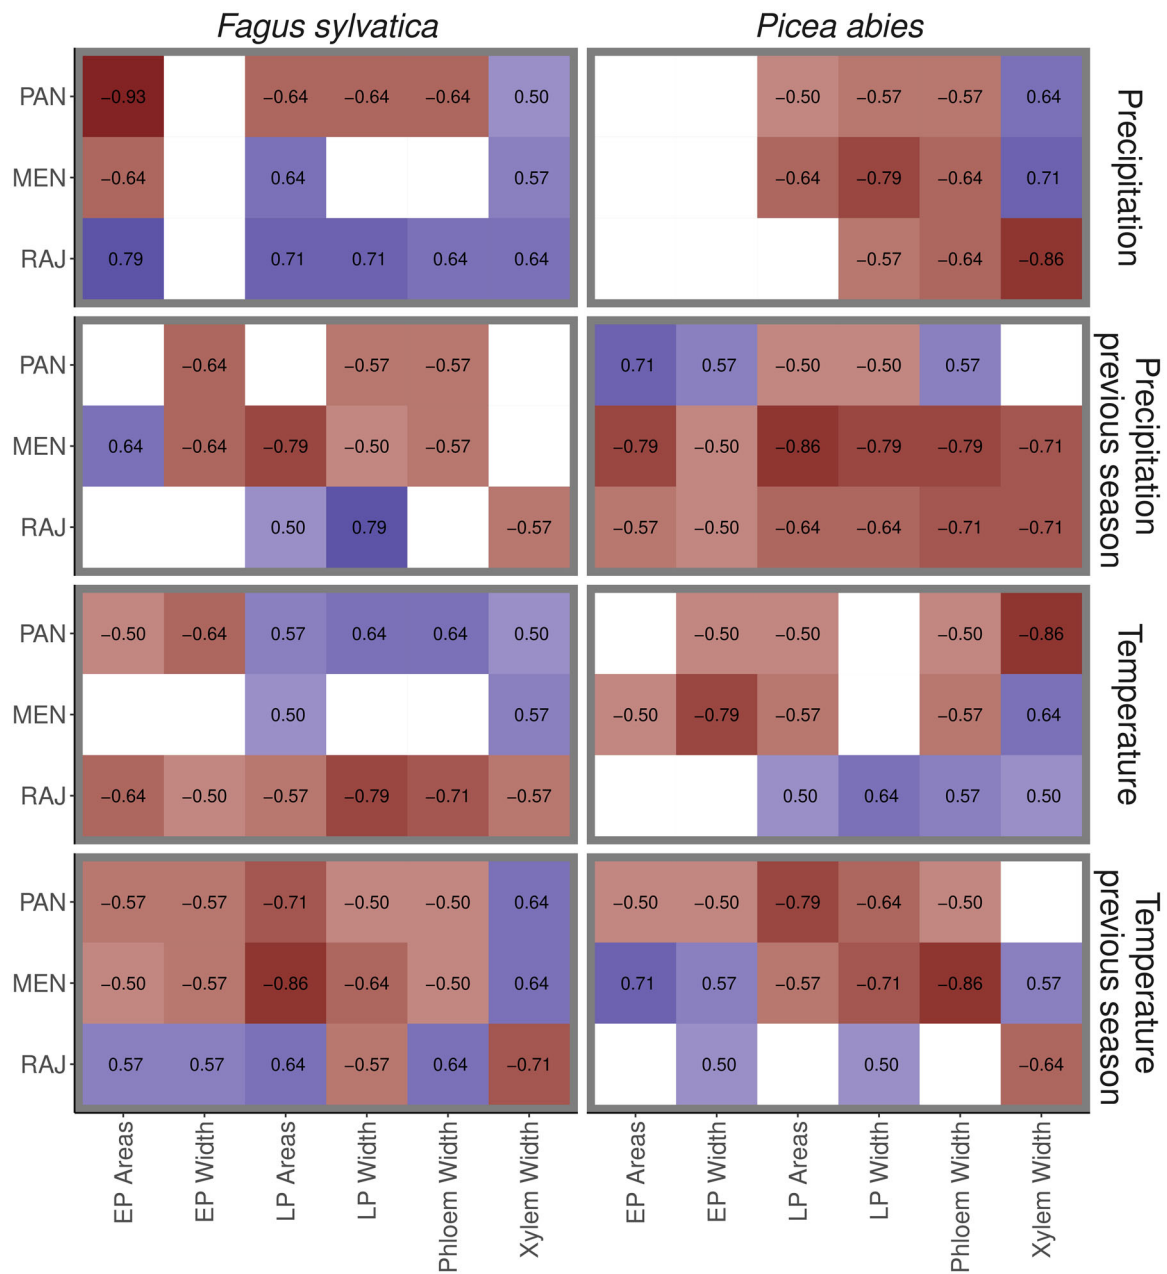 Fagus sylvatica Picea abies
PAN −0.93 −0.64 −0.64 −0.64 0.50 −0.50 −0.57 −0.57 0.64
MEN −0.64 0.64 0.57 −0.64 −0.79 −0.64 0.71
RAJ 0.79 0.71 0.71 0.64 0.64 −0.57 −0.64 −0.86
Precipitation
PAN −0.64 −0.57 −0.57 0.71 0.57 −0.50 −0.50 0.57
MEN 0.64 −0.64 −0.79 −0.50 −0.57 −0.79 −0.50 −0.86 −0.79 −0.79 −0.71
RAJ 0.50 0.79 −0.57 −0.57 −0.50 −0.64 −0.64 −0.71 −0.71
Precipitation
previous season
PAN −0.50 −0.64 0.57 0.64 0.64 0.50 −0.50 −0.50 −0.50 −0.86
MEN 0.50 0.57 −0.50 −0.79 −0.57 −0.57 0.64
RAJ −0.64 −0.50 −0.57 −0.79 −0.71 −0.57 0.50 0.64 0.57 0.50
Temperature
PAN −0.57 −0.57 −0.71 −0.50 −0.50 0.64 −0.50 −0.50 −0.79 −0.64 −0.50
MEN −0.50 −0.57 −0.86 −0.64 −0.50 0.64 0.71 0.57 −0.57 −0.71 −0.86 0.57
RAJ 0.57 0.57 0.64 −0.57 0.64 −0.71 0.50 0.50 −0.64
Temperature
previous season
EP Areas
EP Width
LP Areas
LP Width
Phloem Width
Xylem Width
EP Areas
EP Width
LP Areas
LP Width
Phloem Width
Xylem Width